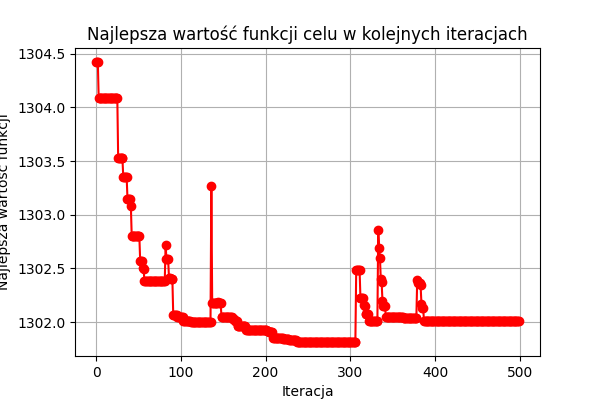 Najlepsza wartość funkcji celu w kolejnych iteracjach
1304.5
1304.0
1303.5
1303.0
1302.5
1302.0
Najlepsza wartość funkcji
0 100 200 300 400 500
Iteracja